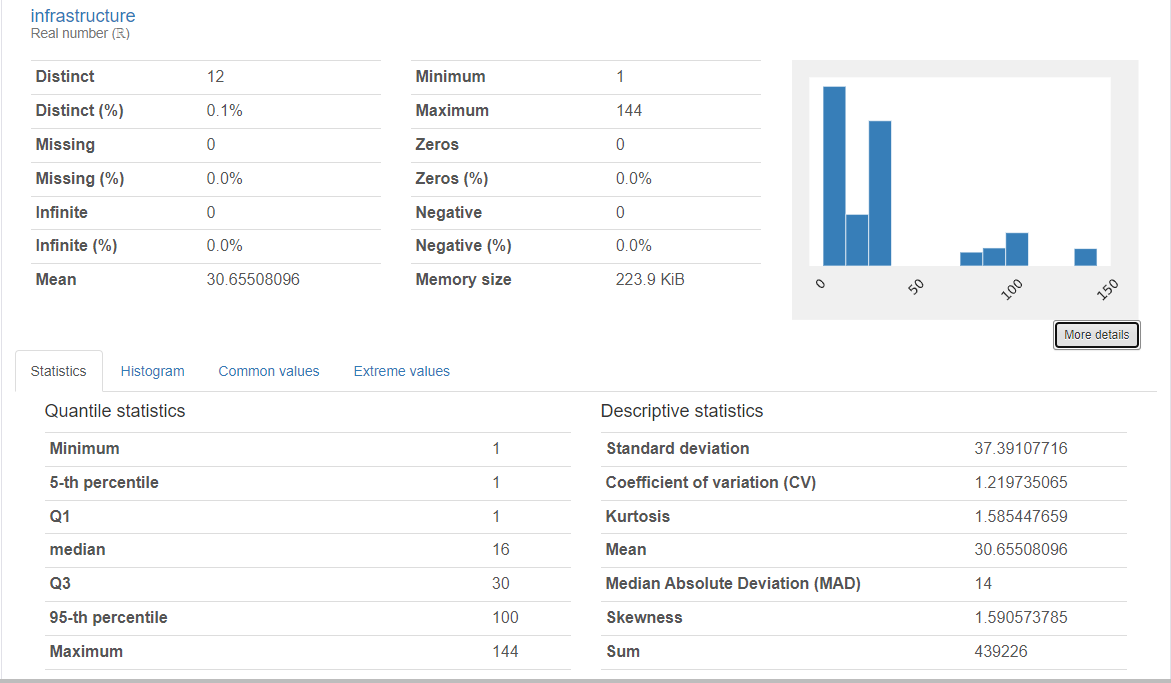 infrastructure
Real number (ℝ)
Distinct 12
Distinct (%) 0.1%
Missing 0
Missing (%) 0.0%
Infinite 0
Infinite (%) 0.0%
Mean 30.65508096
Minimum 1
Maximum 144
Zeros 0
Zeros (%) 0.0%
Negative 0
Negative (%) 0.0%
Memory size 223.9 KiB
0 50 100 150
More details
Statistics Histogram Common values Extreme values
Quantile statistics
Minimum 1
5-th percentile 1
Q1 1
median 16
Q3 30
95-th percentile 100
Maximum 144
Descriptive statistics
Standard deviation 37.39107716
Coefficient of variation (CV) 1.219735065
Kurtosis 1.585447659
Mean 30.65508096
Median Absolute Deviation (MAD) 14
Skewness 1.590573785
Sum 439226